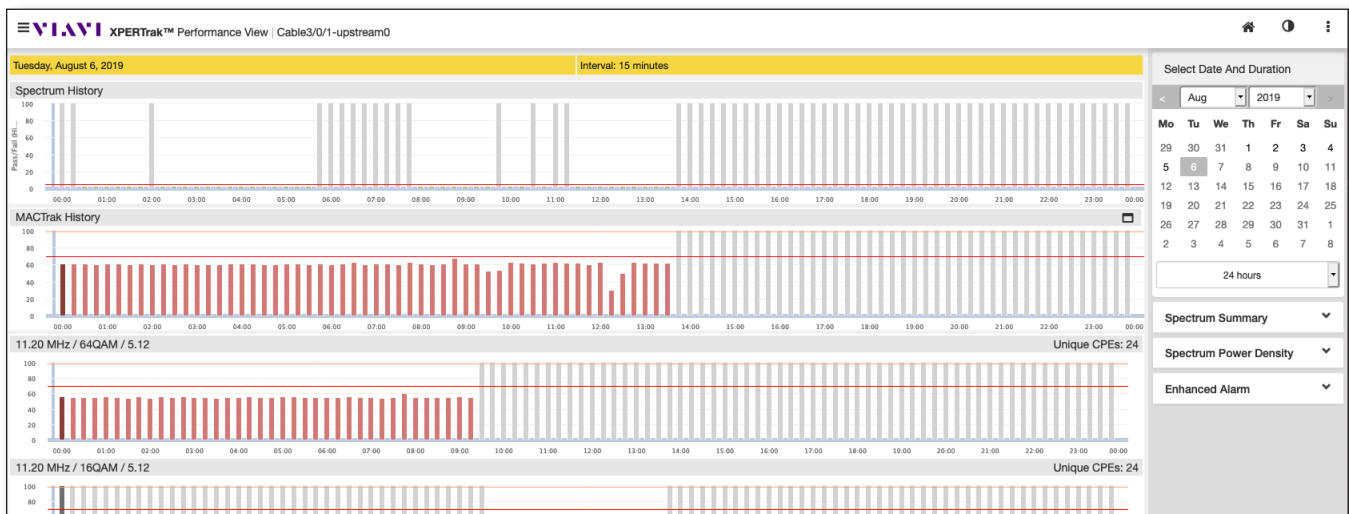 VIAVI XPERTrak™ Performance View | Cable3/0/1-upstream0
Tuesday, August 6, 2019 Interval: 15 minutes
Spectrum History
Pass/Fail (Hi...
100
80
60
40
20
0
00:00 01:00 02:00 03:00 04:00 05:00 06:00 07:00 08:00 09:00 10:00 11:00 12:00 13:00 14:00 15:00 16:00 17:00 18:00 19:00 20:00 21:00 22:00 23:00 00:00
MACTrak History
100
80
60
40
20
0
00:00 01:00 02:00 03:00 04:00 05:00 06:00 07:00 08:00 09:00 10:00 11:00 12:00 13:00 14:00 15:00 16:00 17:00 18:00 19:00 20:00 21:00 22:00 23:00 00:00
11.20 MHz / 64QAM / 5.12 Unique CPEs: 24
100
80
60
40
20
0
00:00 01:00 02:00 03:00 04:00 05:00 06:00 07:00 08:00 09:00 10:00 11:00 12:00 13:00 14:00 15:00 16:00 17:00 18:00 19:00 20:00 21:00 22:00 23:00 00:00
11.20 MHz / 16QAM / 5.12 Unique CPEs: 24
100
80
Select Date And Duration
< Aug 2019 >
Mo Tu We Th Fr Sa Su
29 30 31 1 2 3 4
5 6 7 8 9 10 11
12 13 14 15 16 17 18
19 20 21 22 23 24 25
26 27 28 29 30 31 1
2 3 4 5 6 7 8
24 hours
Spectrum Summary
Spectrum Power Density
Enhanced Alarm